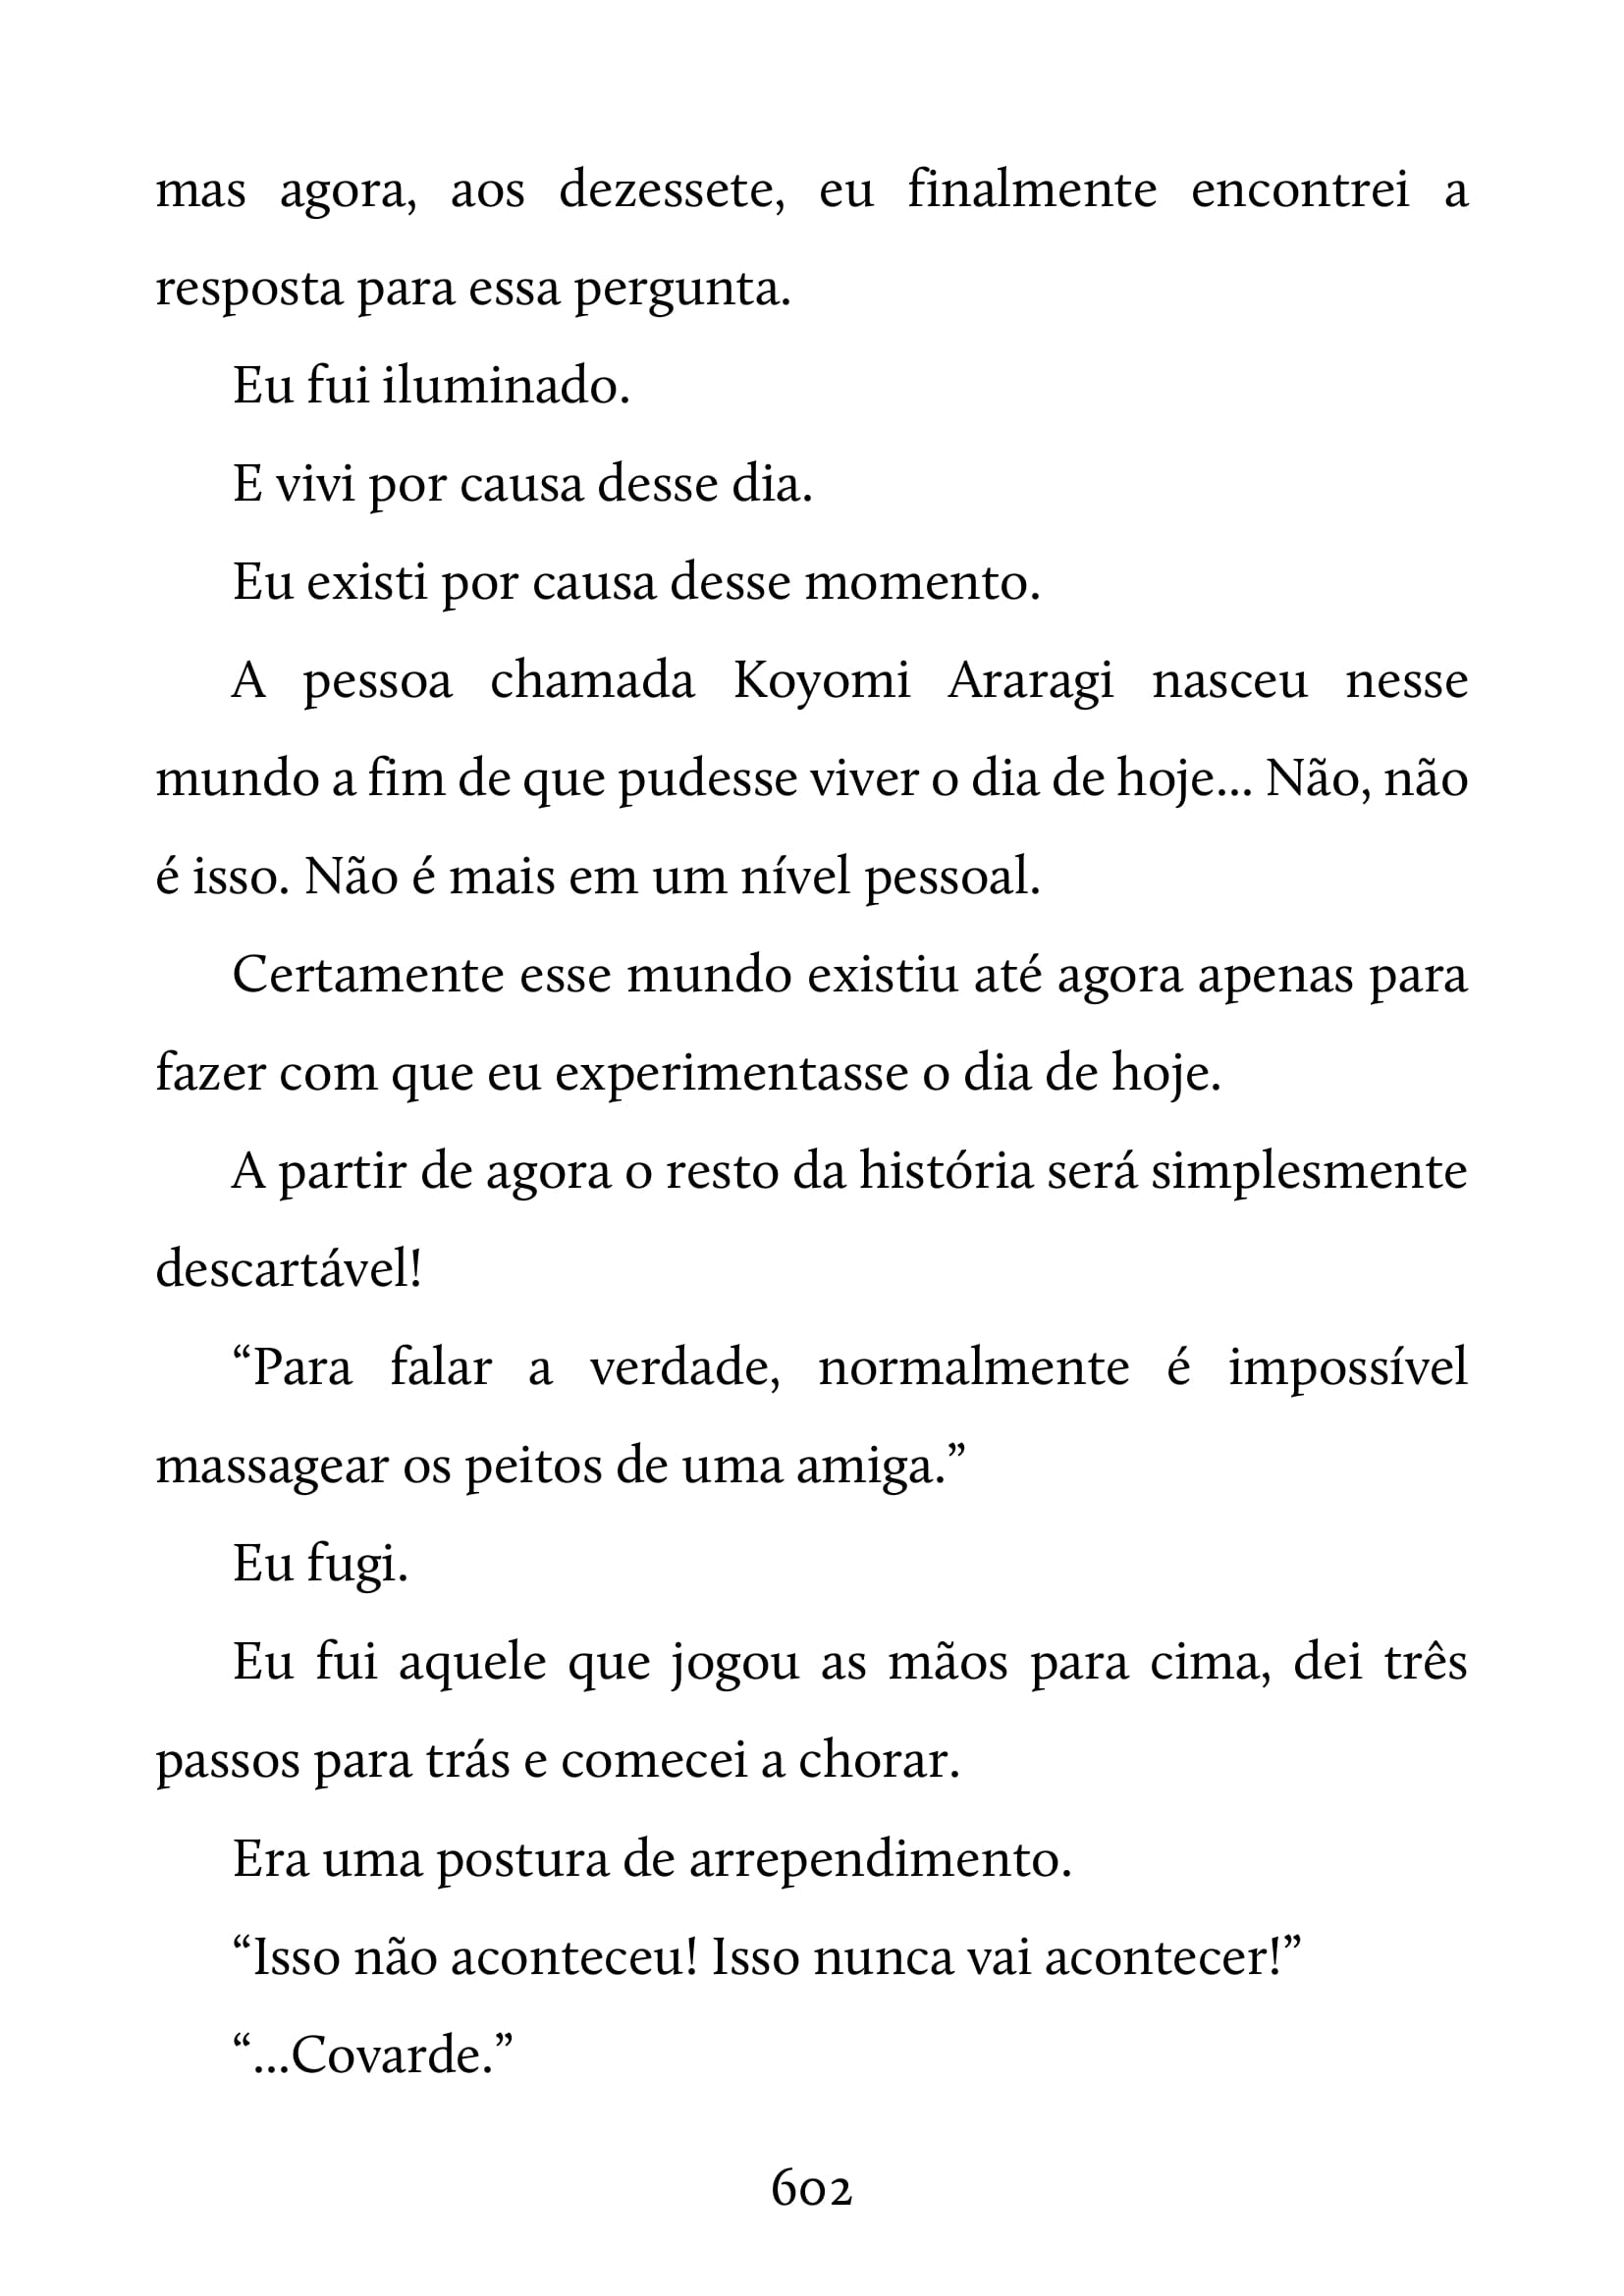 mas agora, aos dezessete, eu finalmente encontrei a
resposta para essa pergunta.
Eu fui iluminado.
E vivi por causa desse dia.
Eu existi por causa desse momento.
A pessoa chamada Koyomi Araragi nasceu nesse
mundo a fim de que pudesse viver o dia de hoje... Não, não
é isso. Não é mais em um nível pessoal.
Certamente esse mundo existiu até agora apenas para
fazer com que eu experimentasse o dia de hoje.
A partir de agora o resto da história será simplesmente
descartável!
“Para falar a verdade, normalmente é impossível
massagear os peitos de uma amiga.”
Eu fugi.
Eu fui aquele que jogou as mãos para cima, dei três
passos para trás e comecei a chorar.
Era uma postura de arrependimento.
“Isso não aconteceu! Isso nunca vai acontecer!”
“...Covarde.”
602